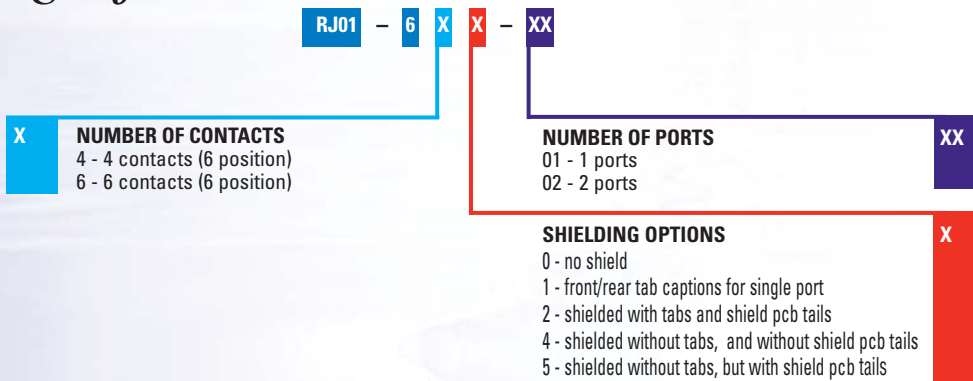 RJ01 – 6 X X – XX
X
NUMBER OF CONTACTS
4 - 4 contacts (6 position)
6 - 6 contacts (6 position)
NUMBER OF PORTS
01 - 1 ports
02 - 2 ports
XX
SHIELDING OPTIONS
0 - no shield
1 - front/rear tab captions for single port
2 - shielded with tabs and shield pcb tails
4 - shielded without tabs, and without shield pcb tails
5 - shielded without tabs, but with shield pcb tails
X